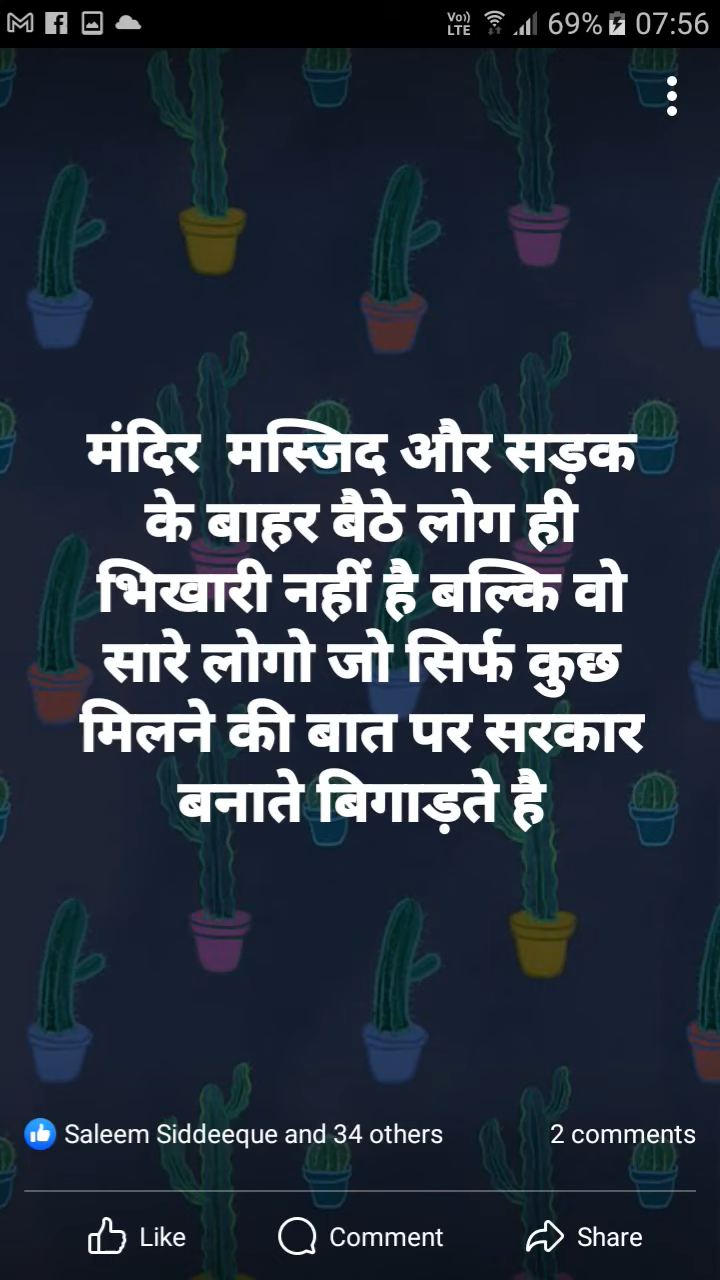 Vo)) LTE 69% 07:56
मंदिर  मस्जिद और सड़क
के बाहर बैठे लोग ही
भिखारी नहीं है बल्कि वो
सारे लोगो जो सिर्फ कुछ
मिलने की बात पर सरकार
बनाते बिगाड़ते है
Saleem Siddeeque and 34 others 2 comments
Like Comment Share